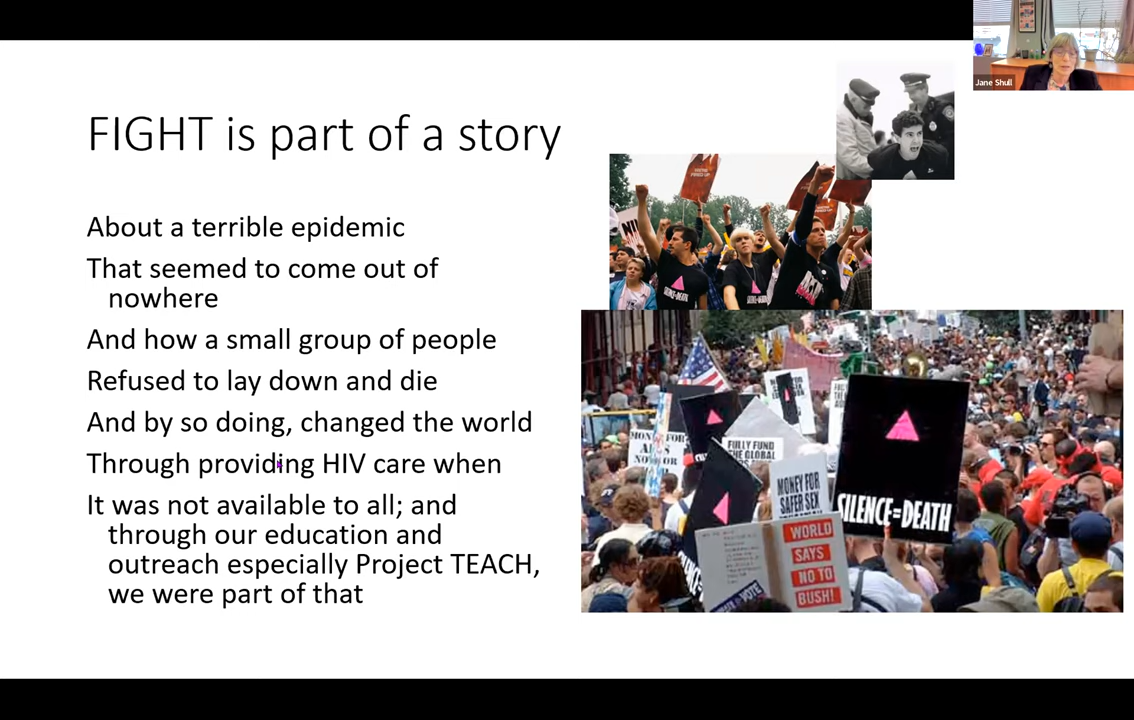 Jane Shull
FIGHT is part of a story
About a terrible epidemic
That seemed to come out of
nowhere
And how a small group of people
Refused to lay down and die
And by so doing, changed the world
Through providing HIV care when
It was not available to all; and
through our education and
outreach especially Project TEACH,
we were part of that
SILENCE=DEATH
FULLY FUND
THE GLOBAL
MONEY FOR
SAFER SEX
SILENCE=DEATH
WORLD
SAYS
NO TO
BUSH!
VOTE